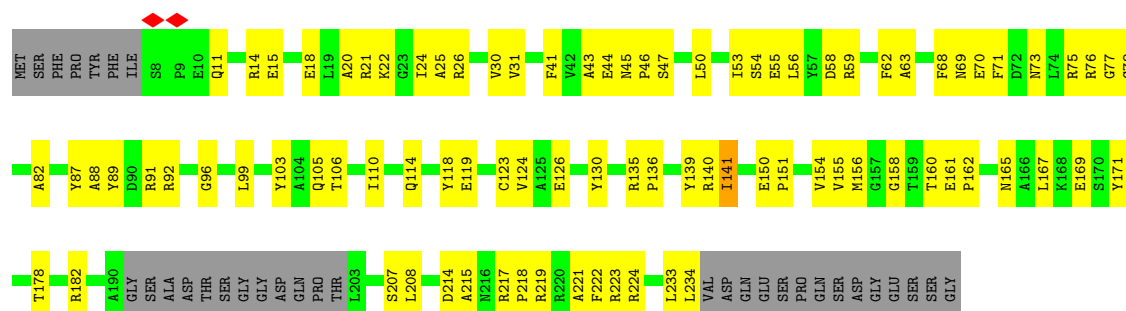 MET SER PHE PRO TYR PHE ILE S8 P9 E10 Q11 R14 E15 E18 L19 A20 R21 K22 G23 I24 A25 R26 V30 V31 F41 V42 A43 E44 N45 P46 S47 L50 I53 S54 E55 L56 Y57 D58 R59 F62 A63 F68 N69 E70 F71 D72 N73 L74 R75 R76 G77
A82 Y87 A88 Y89 D90 R91 R92 G96 L99 Y103 A104 Q105 T106 I110 Q114 Y118 E119 C123 V124 A125 E126 Y130 R135 P136 Y139 R140 I141 E150 P151 V154 V155 M156 G157 G158 T159 T160 E161 P162 N165 A166 L167 K168 E169 S170 Y171
T178 R182 A190 GLY SER ALA ASP THR SER GLY GLY ASP GLN PRO THR L203 S207 L208 D214 A215 N216 R217 P218 R219 R220 A221 F222 R223 R224 L233 L234 VAL ASP GLN GLU SER PRO GLN SER ASP GLY GLU SER SER GLY